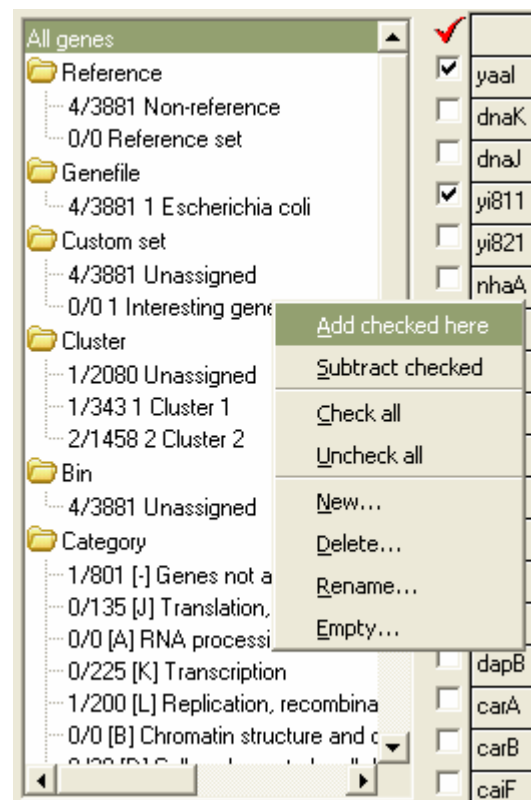 All genes
Reference
4/3881 Non-reference
0/0 Reference set
Genefile
4/3881 1 Escherichia coli
Custom set
4/3881 Unassigned
0/0 1 Interesting gene
Cluster
1/2080 Unassigned
1/343 1 Cluster 1
2/1458 2 Cluster 2
Bin
4/3881 Unassigned
Category
1/801 [-] Genes not a
0/135 [J] Translation,
0/0 [A] RNA processi
0/225 [K] Transcription
1/200 [L] Replication, recombina
0/0 [B] Chromatin structure and c
Add checked here
Subtract checked
Check all
Uncheck all
New...
Delete...
Rename...
Empty...
yaaI
dnaK
dnaJ
yi811
yi821
nhaA
dapB
carA
carB
caiF